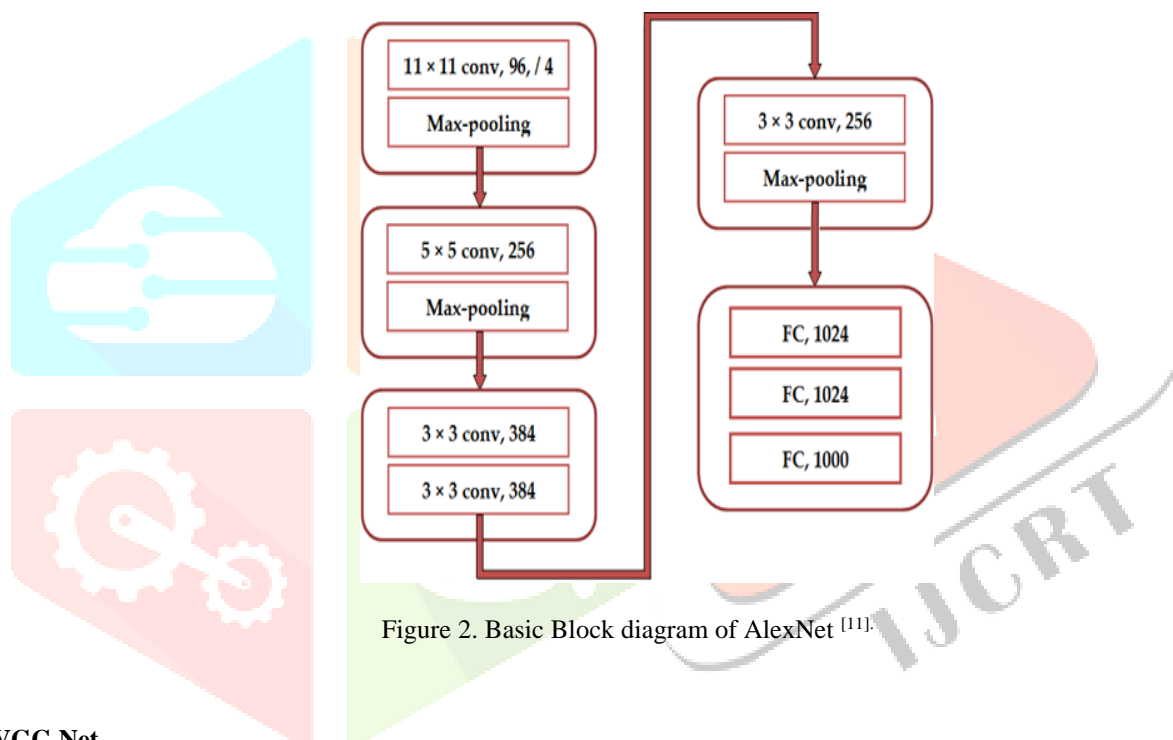 11 × 11 conv, 96, / 4
Max-pooling
5 × 5 conv, 256
Max-pooling
3 × 3 conv, 384
3 × 3 conv, 384
3 × 3 conv, 256
Max-pooling
FC, 1024
FC, 1024
FC, 1000
IJCRT
Figure 2. Basic Block diagram of AlexNet [11].
VGG Net